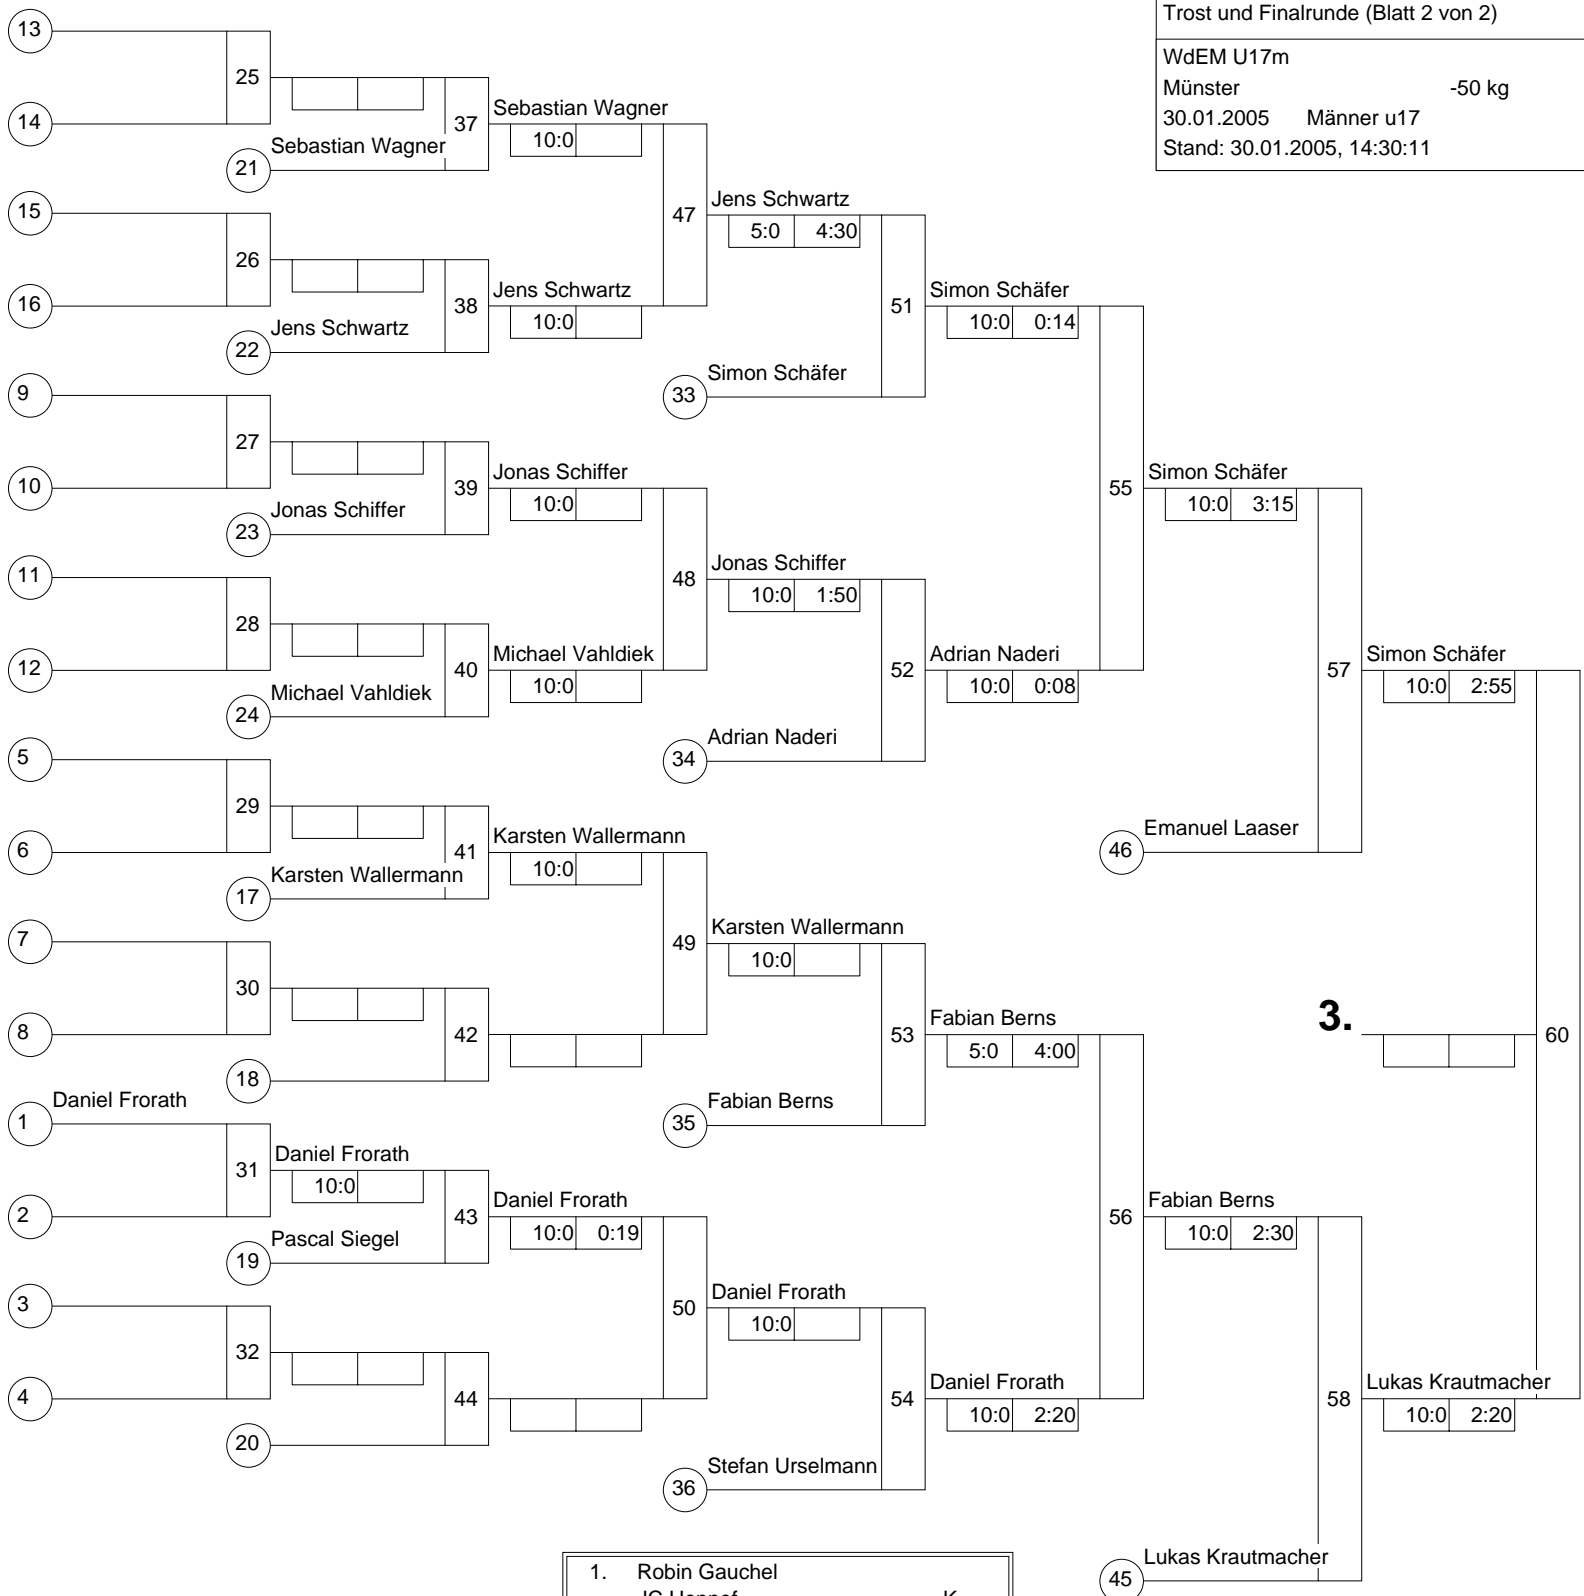 Trost und Finalrunde (Blatt 2 von 2)
WdEM U17m
Münster -50 kg
30.01.2005 Männer u17
Stand: 30.01.2005, 14:30:11
13
25
14
37
Sebastian Wagner
10:0
Sebastian Wagner
21
15
47
Jens Schwartz
5:0 4:30
26
16
38
Jens Schwartz
10:0
Jens Schwartz
22
51
Simon Schäfer
10:0 0:14
Simon Schäfer
33
9
27
10
39
Jonas Schiffer
10:0
Jonas Schiffer
23
55
Simon Schäfer
10:0 3:15
11
48
Jonas Schiffer
10:0 1:50
28
12
40
Michael Vahldiek
10:0
Michael Vahldiek
24
52
Adrian Naderi
10:0 0:08
Adrian Naderi
34
57
Simon Schäfer
10:0 2:55
5
29
6
41
Karsten Wallermann
10:0
Karsten Wallermann
17
Emanuel Laaser
46
7
49
Karsten Wallermann
10:0
30
8
42
18
53
Fabian Berns
5:0 4:00
3.
60
Fabian Berns
35
Daniel Frorath
1
31
Daniel Frorath
10:0
2
43
Daniel Frorath
10:0 0:19
Pascal Siegel
19
56
Fabian Berns
10:0 2:30
3
50
Daniel Frorath
10:0
32
4
44
20
54
Daniel Frorath
10:0 2:20
Stefan Urselmann
36
58
Lukas Krautmacher
10:0 2:20
Lukas Krautmacher
45
1. Robin Gauchel